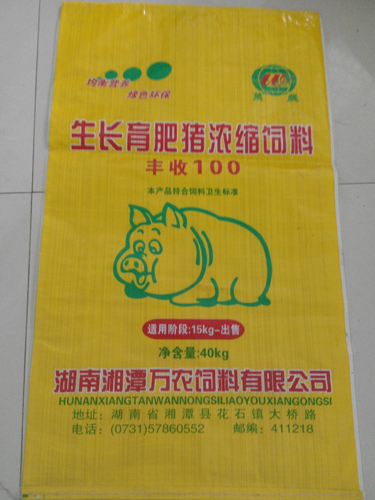 均衡营养
绿色环保
生长育肥猪浓缩饲料
丰收100
本产品符合饲料卫生标准
适用阶段:15kg-出售
净含量:40kg
湖南湘潭万农饲料有限公司
HUNANXIANGTANWANNONGSILIAOYOUXIANGONGSI
地址:湖南省湘潭县花石镇大桥路
电话:(0731)57860552 邮编:411218